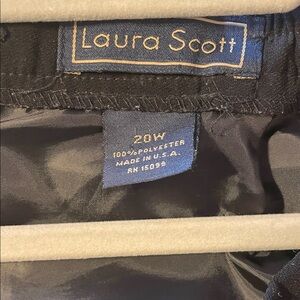 Laura Scott
20W
100% POLYESTER
MADE IN U.S.A.
RN 15099